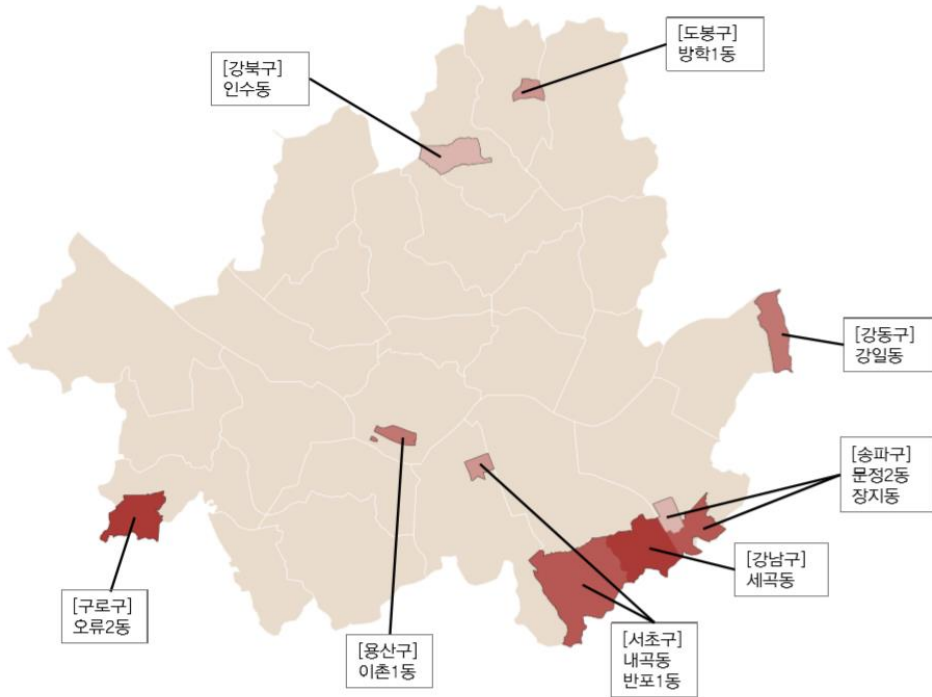 [도봉구]
방학1동
[강북구]
인수동
[강동구]
강일동
[송파구]
문정2동
장지동
[강남구]
세곡동
[구로구]
오류2동
[용산구]
이촌1동
[서초구]
내곡동
반포1동